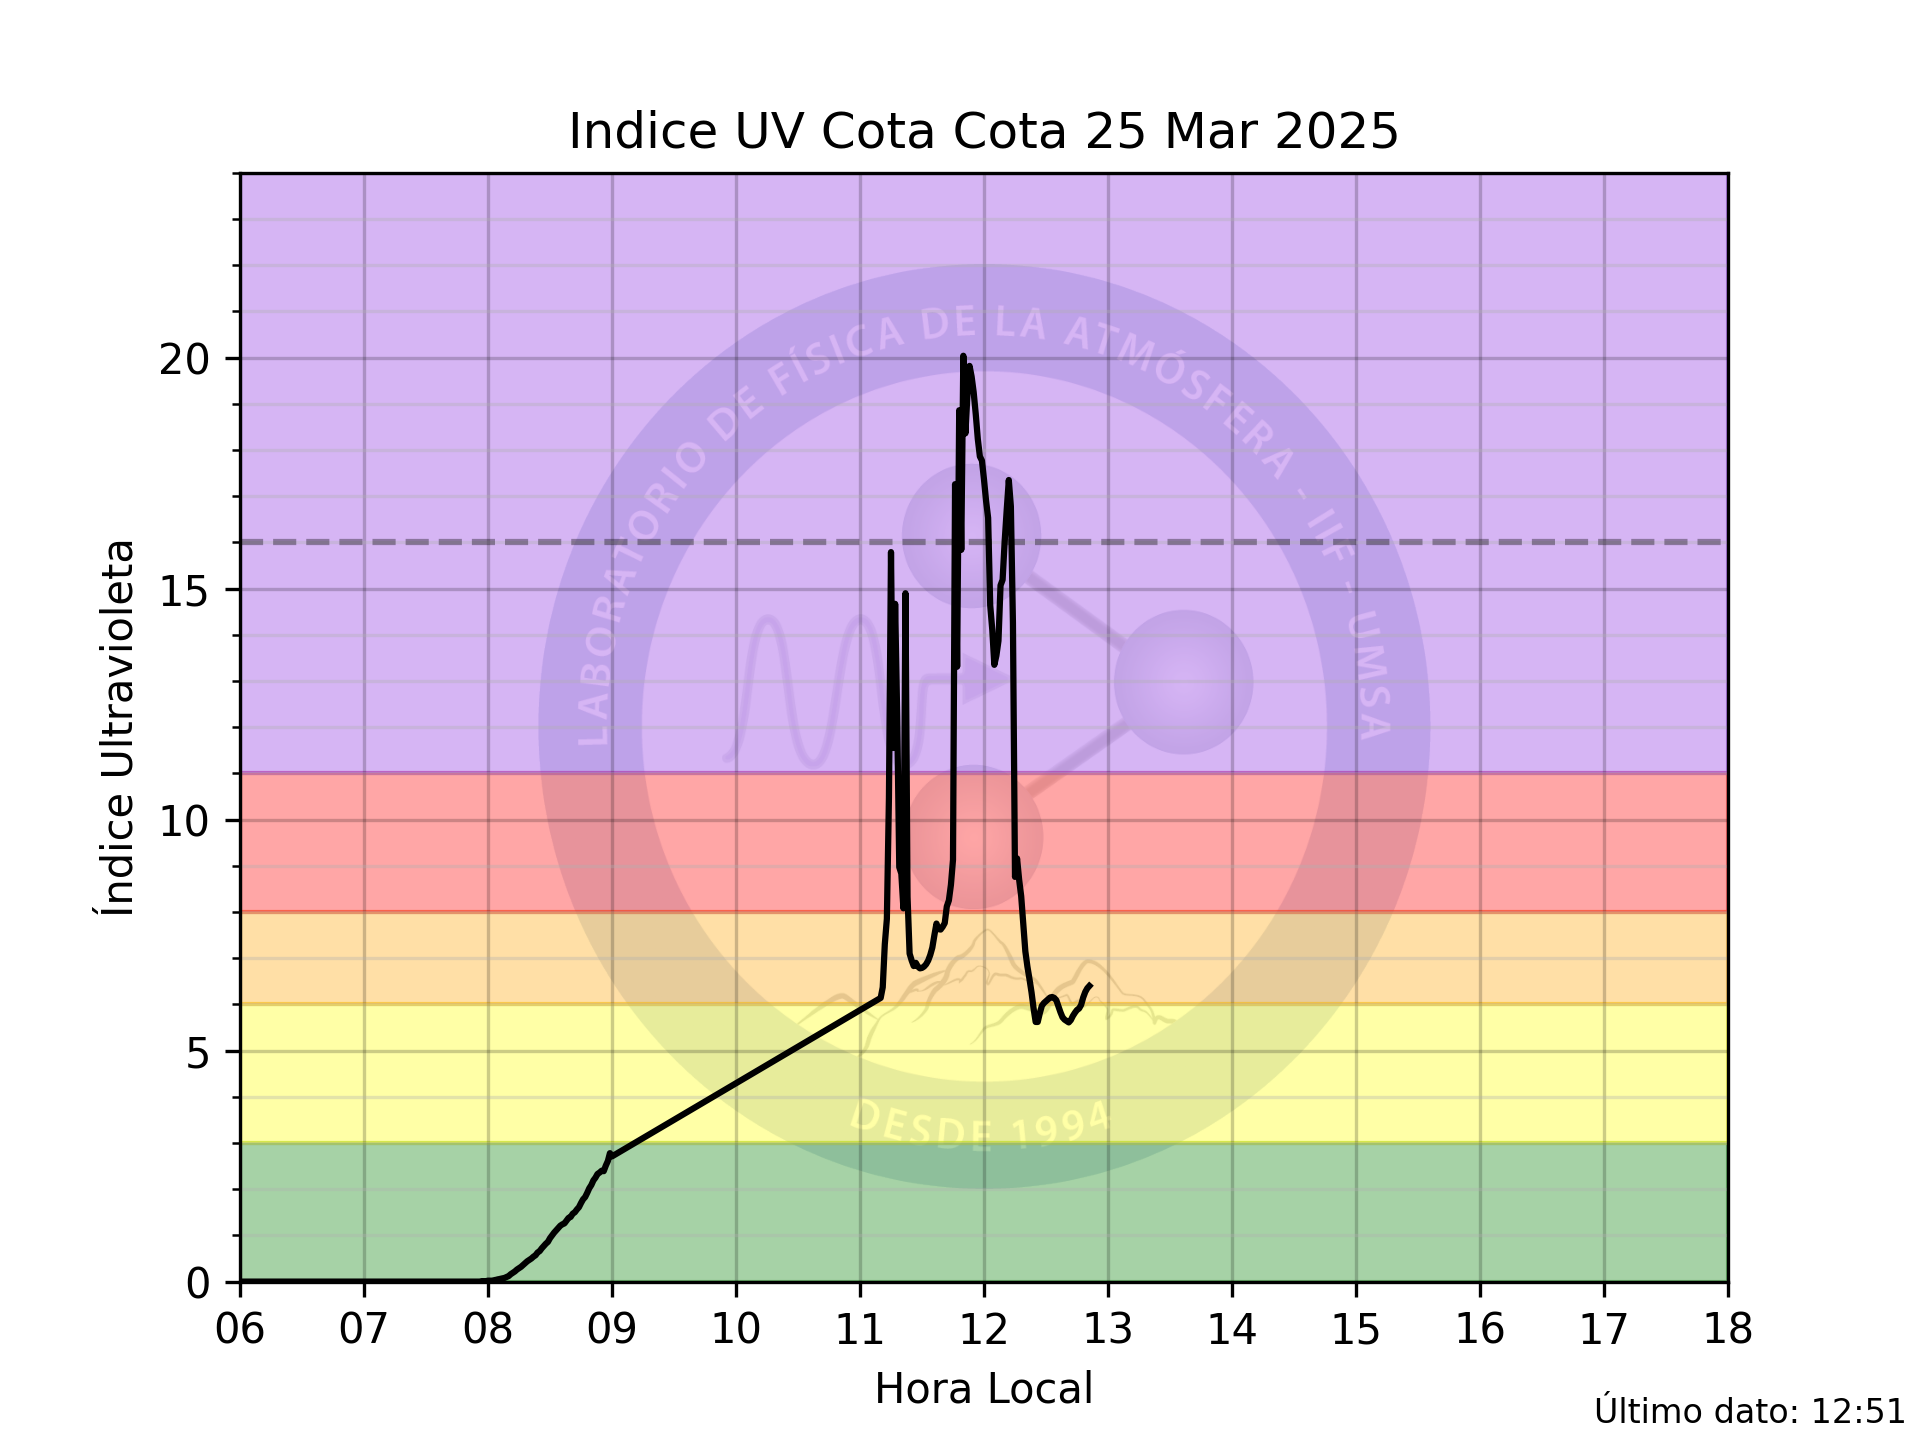 Indice UV Cota Cota 25 Mar 2025
Índice Ultravioleta
20
15
10
5
0
LABORATORIO DE FÍSICA DE LA ATMÓSFERA - IIF - UMSA
DESDE 1994
06 07 08 09 10 11 12 13 14 15 16 17 18
Hora Local
Último dato: 12:51